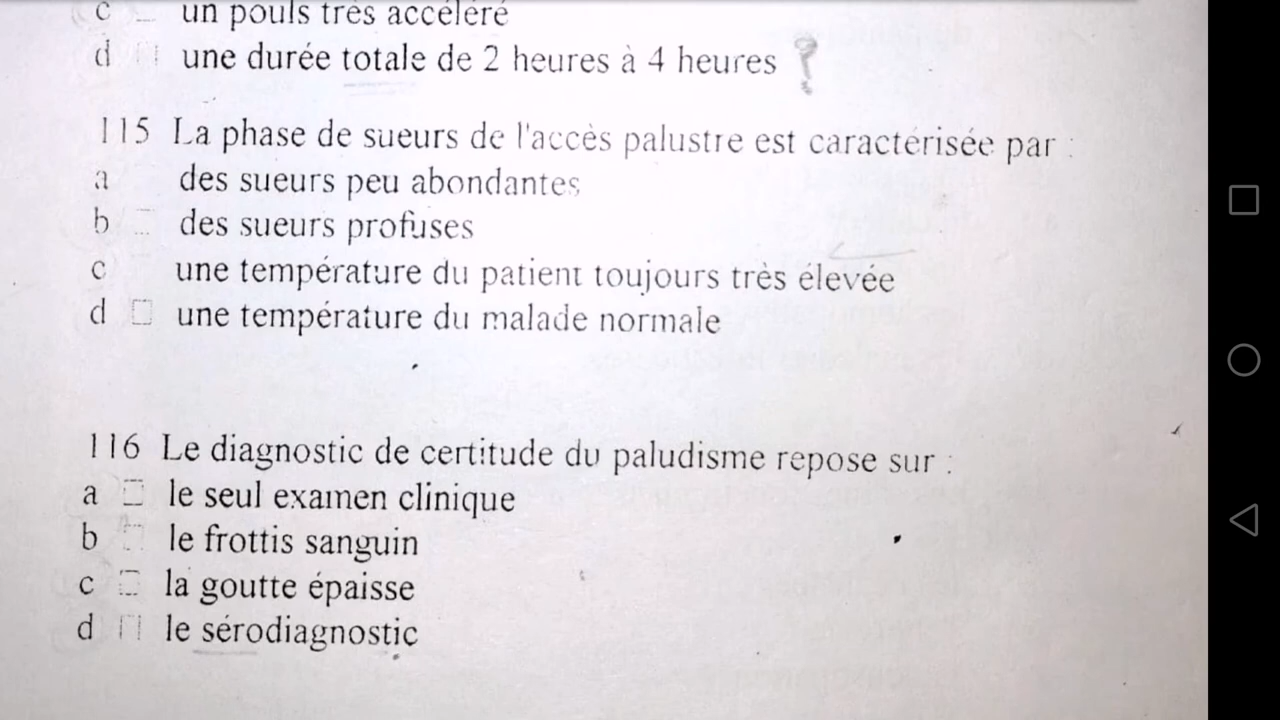 c un pouls très accéléré
d □ une durée totale de 2 heures à 4 heures ?
115 La phase de sueurs de l'accès palustre est caractérisée par :
a des sueurs peu abondantes
b □ des sueurs profuses
c une température du patient toujours très élevée
d □ une température du malade normale
116 Le diagnostic de certitude du paludisme repose sur :
a □ le seul examen clinique
b □ le frottis sanguin
c □ la goutte épaisse
d □ le sérodiagnostic